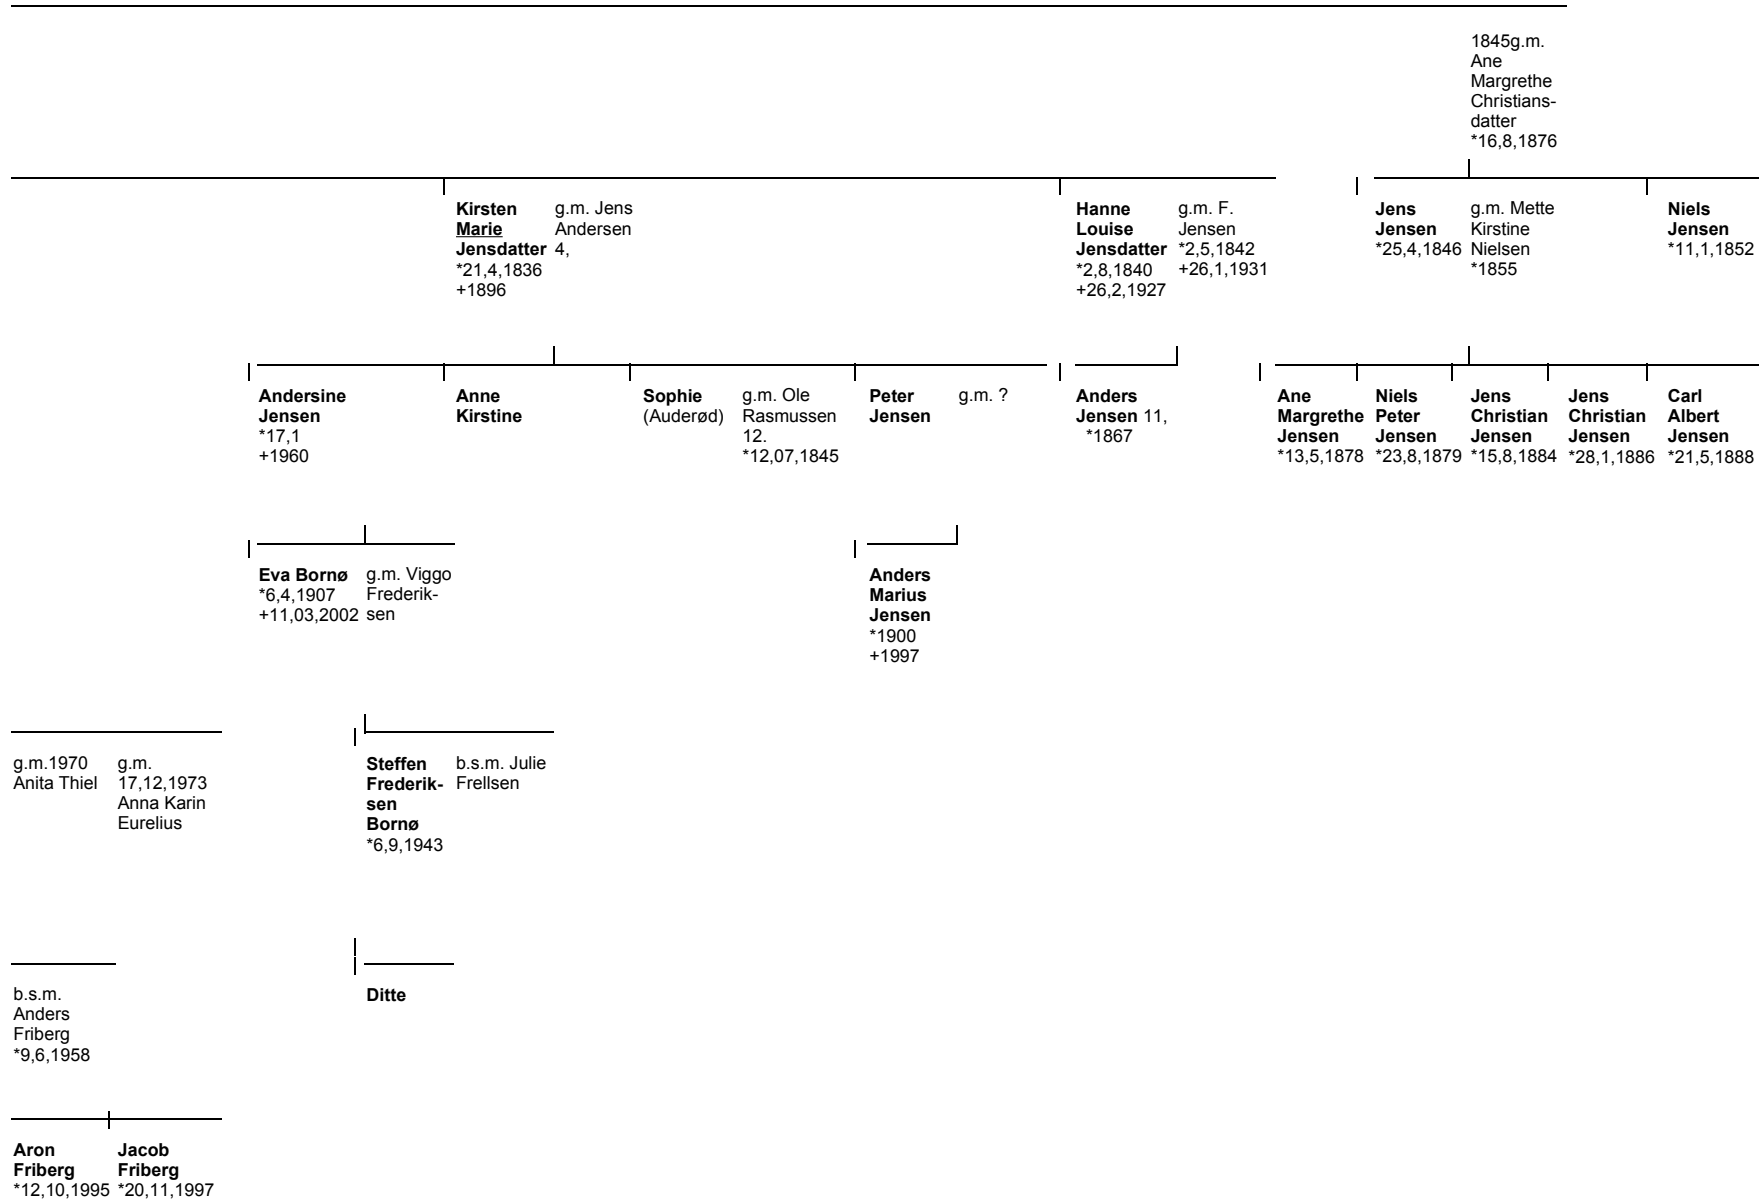 1845g.m.
Ane
Margrethe
Christians-
datter
*16,8,1876
Kirsten
Marie
Jensdatter
*21,4,1836
+1896
g.m. Jens
Andersen
4,
Hanne
Louise
Jensdatter
*2,8,1840
+26,2,1927
g.m. F.
Jensen
*2,5,1842
+26,1,1931
Jens
Jensen
*25,4,1846
g.m. Mette
Kirstine
Nielsen
*1855
Niels
Jensen
*11,1,1852
Andersine
Jensen
*17,1
+1960
Anne
Kirstine
Sophie
(Auderød)
g.m. Ole
Rasmussen
12.
*12,07,1845
Peter
Jensen
g.m. ?
Anders
Jensen 11,
*1867
Ane
Margrethe
Jensen
*13,5,1878
Niels
Peter
Jensen
*23,8,1879
Jens
Christian
Jensen
*15,8,1884
Jens
Christian
Jensen
*28,1,1886
Carl
Albert
Jensen
*21,5,1888
Eva Bornø
*6,4,1907
+11,03,2002
g.m. Viggo
Frederik-
sen
Anders
Marius
Jensen
*1900
+1997
g.m.1970
Anita Thiel
g.m.
17,12,1973
Anna Karin
Eurelius
Steffen
Frederik-
sen
Bornø
*6,9,1943
b.s.m. Julie
Frellsen
b.s.m.
Anders
Friberg
*9,6,1958
Ditte
Aron
Friberg
*12,10,1995
Jacob
Friberg
*20,11,1997